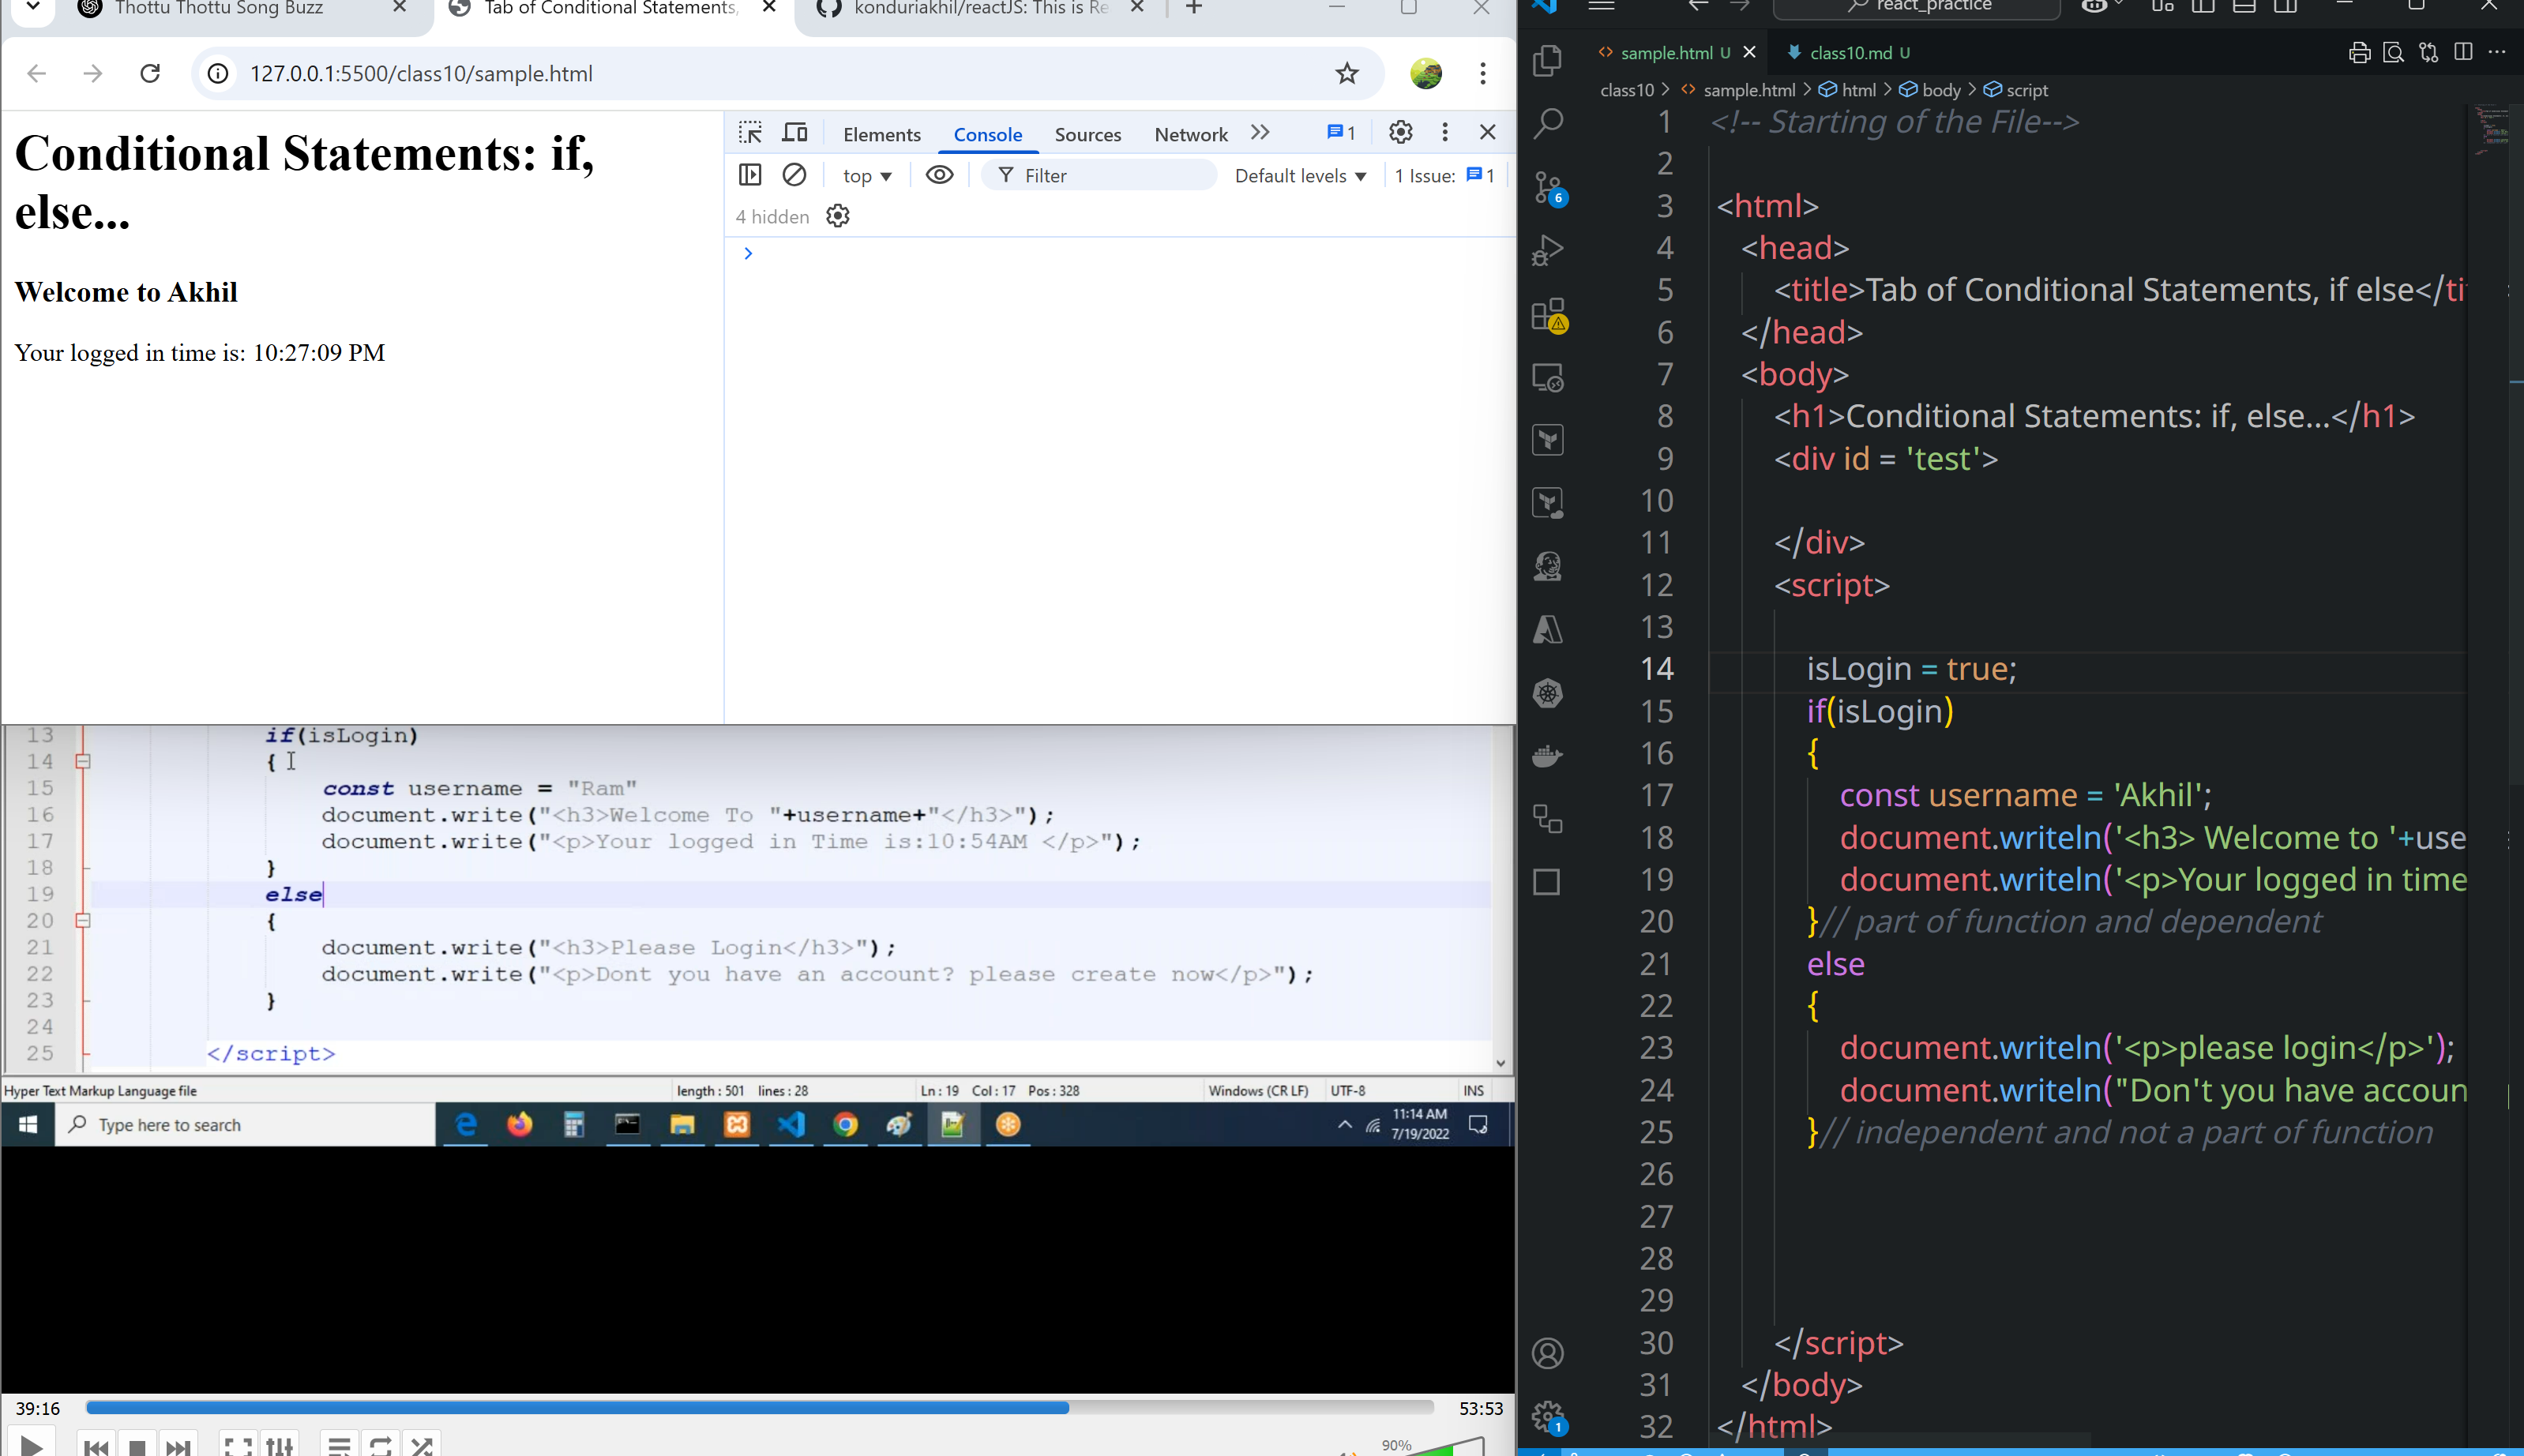 Thottu Thottu Song Buzz
Tab of Conditional Statements,
konduriakhil/reactJS: This is Re
127.0.0.1:5500/class10/sample.html
Conditional Statements: if,
else...
Welcome to Akhil
Your logged in time is: 10:27:09 PM
Elements Console Sources Network 1
top Filter Default levels 1 Issue: 1
4 hidden
13 if(isLogin)
14 {
15 const username = "Ram"
16 document.write("<h3>Welcome To "+username+"</h3>");
17 document.write("<p>Your logged in Time is:10:54AM </p>");
18 }
19 else
20 {
21 document.write("<h3>Please Login</h3>");
22 document.write("<p>Dont you have an account? please create now</p>");
23 }
24
25 </script>
Hyper Text Markup Language file length : 501 lines : 28 Ln : 19 Col : 17 Pos : 328 Windows (CR LF) UTF-8 INS
Type here to search
11:14 AM
7/19/2022
39:16 53:53
90%
react_practice
sample.html U class10.md U
class10 > sample.html > html > body > script
1 <!-- Starting of the File-->
2
3 <html>
4 <head>
5 <title>Tab of Conditional Statements, if else</ti
6 </head>
7 <body>
8 <h1>Conditional Statements: if, else...</h1>
9 <div id = 'test'>
10
11 </div>
12 <script>
13
14 isLogin = true;
15 if(isLogin)
16 {
17 const username = 'Akhil';
18 document.writeln('<h3> Welcome to '+use
19 document.writeln('<p>Your logged in time
20 }// part of function and dependent
21 else
22 {
23 document.writeln('<p>please login</p>');
24 document.writeln("Don't you have accoun
25 }// independent and not a part of function
26
27
28
29
30 </script>
31 </body>
32 </html>
6
1